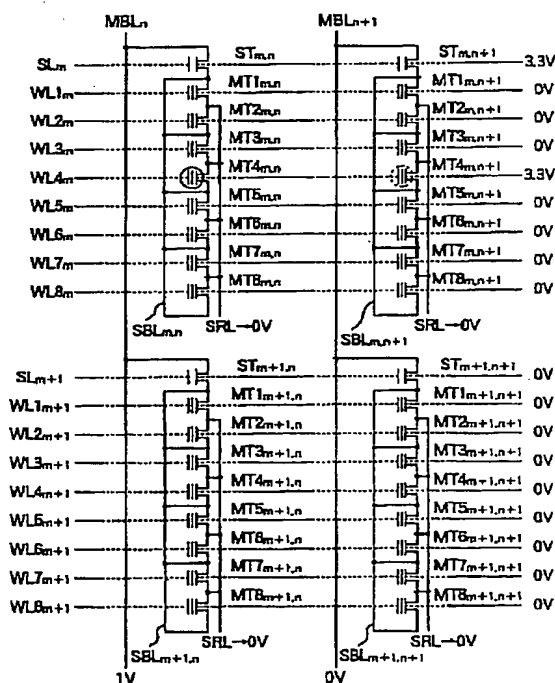 MBLn MBLn+1
SLm STm,n STm,n+1 3.3V
WL1m MT1m,n MT1m,n+1 0V
WL2m MT2m,n MT2m,n+1 0V
WL3m MT3m,n MT3m,n+1 0V
WL4m MT4m,n MT4m,n+1 3.3V
WL5m MT5m,n MT5m,n+1 0V
WL6m MT6m,n MT6m,n+1 0V
WL7m MT7m,n MT7m,n+1 0V
WL8m MT8m,n MT8m,n+1 0V
SBLm,n SRL→0V SBLm,n+1 SRL→0V
SLm+1 STm+1,n STm+1,n+1 0V
WL1m+1 MT1m+1,n MT1m+1,n+1 0V
WL2m+1 MT2m+1,n MT2m+1,n+1 0V
WL3m+1 MT3m+1,n MT3m+1,n+1 0V
WL4m+1 MT4m+1,n MT4m+1,n+1 0V
WL5m+1 MT5m+1,n MT5m+1,n+1 0V
WL6m+1 MT6m+1,n MT6m+1,n+1 0V
WL7m+1 MT7m+1,n MT7m+1,n+1 0V
WL8m+1 MT8m+1,n MT8m+1,n+1 0V
SBLm+1,n SRL→0V SBLm+1,n+1 SRL→0V
1V 0V